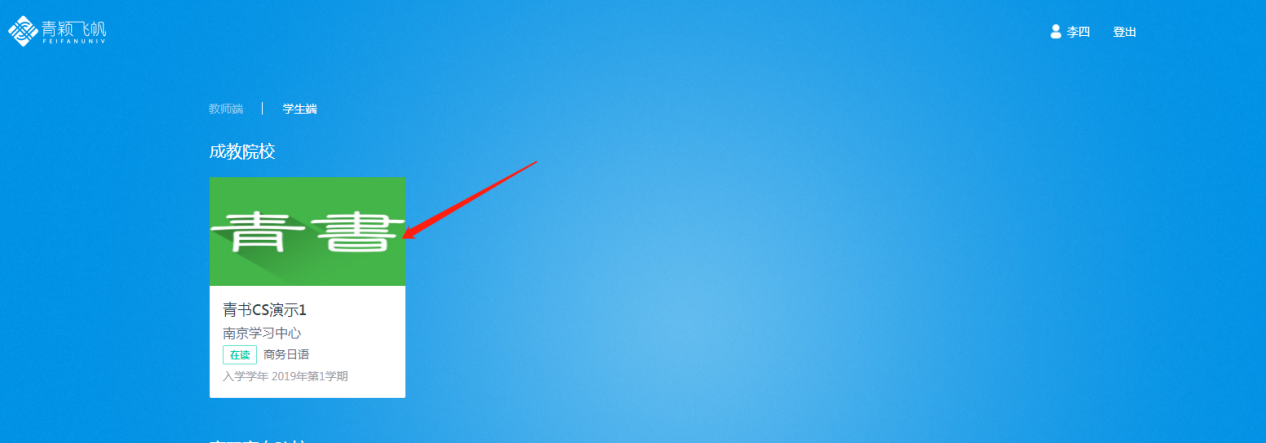 青颖飞帆
FEIFANUNIV
李四 登出
教师端 | 学生端
成教院校
青書
青书CS演示1
南京学习中心
在读 商务日语
入学学年 2019年第1学期